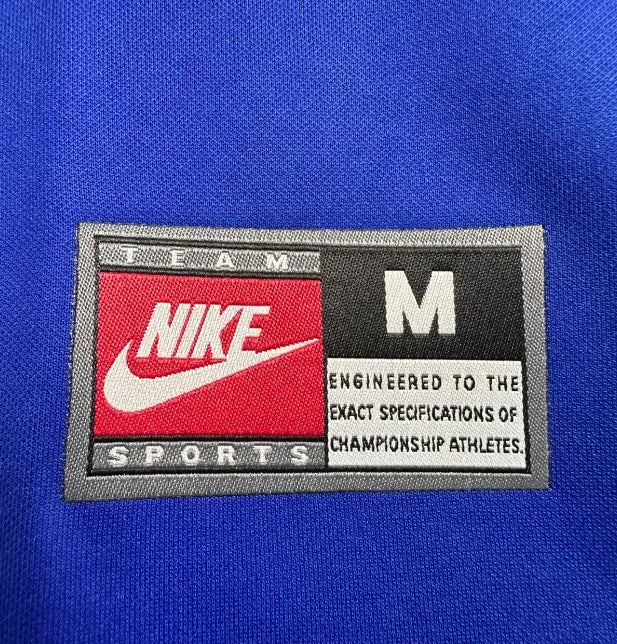 TEAM
NIKE
SPORTS
M
ENGINEERED TO THE
EXACT SPECIFICATIONS OF
CHAMPIONSHIP ATHLETES.